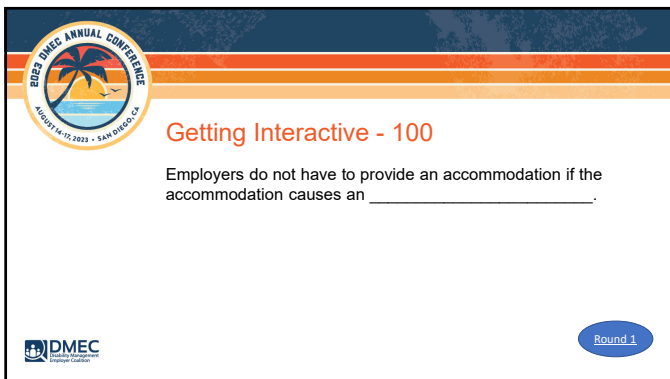 2023 DMEC ANNUAL CONFERENCE
AUGUST 14-17, 2023 • SAN DIEGO, CA
Getting Interactive - 100
Employers do not have to provide an accommodation if the
accommodation causes an ________________________.
DMEC
Disability Management
Employer Coalition
Round 1